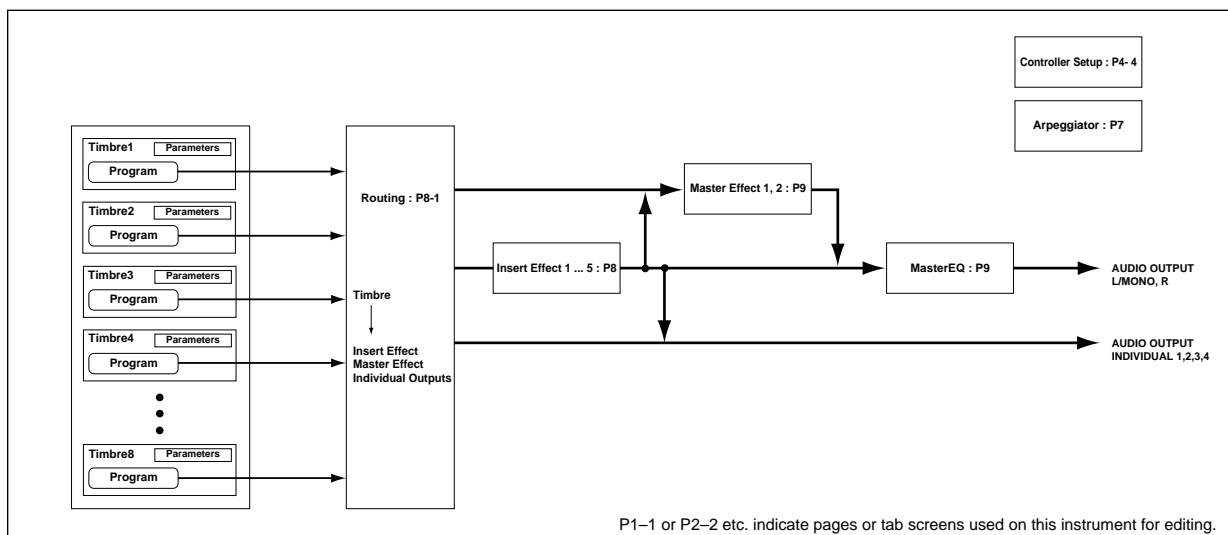 Controller Setup : P4- 4
Arpeggiator : P7
Timbre1
Parameters
Program
Timbre2
Parameters
Program
Timbre3
Parameters
Program
Timbre4
Parameters
Program
Timbre8
Parameters
Program
Routing : P8-1
Timbre
Insert Effect
Master Effect
Individual Outputs
Master Effect 1, 2 : P9
Insert Effect 1 ... 5 : P8
MasterEQ : P9
AUDIO OUTPUT
L/MONO, R
AUDIO OUTPUT
INDIVIDUAL 1,2,3,4
P1–1 or P2–2 etc. indicate pages or tab screens used on this instrument for editing.